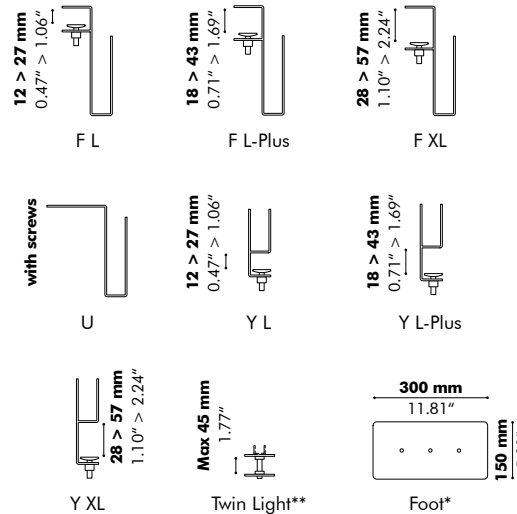 12 > 27 mm
0.47“ > 1.06“
F L
18 > 43 mm
0.71“ > 1.69“
F L-Plus
28 > 57 mm
1.10“ > 2.24“
F XL
with screws
U
12 > 27 mm
0.47“ > 1.06“
Y L
18 > 43 mm
0.71“ > 1.69“
Y L-Plus
28 > 57 mm
1.10“ > 2.24“
Y XL
Max 45 mm
1.77“
Twin Light**
300 mm
11.81“
150 mm
Foot*